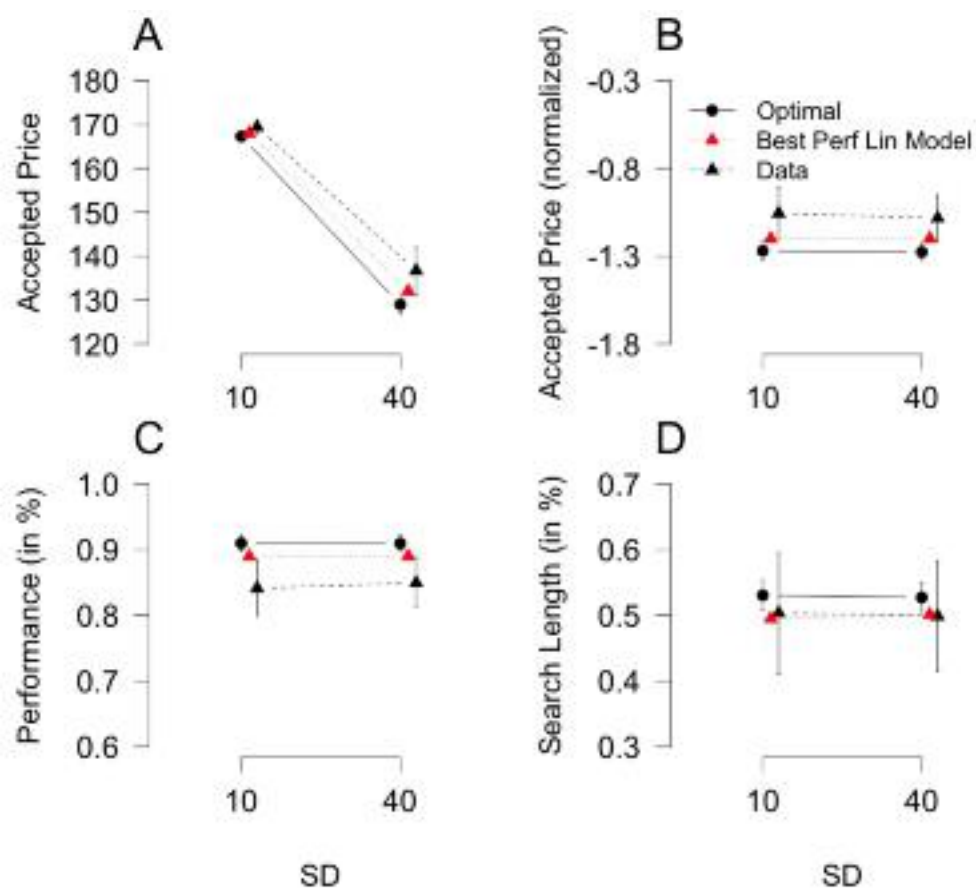 A
Accepted Price
180
170
160
150
140
130
120
10 40
B
Accepted Price (normalized)
-0.3
-0.8
-1.3
-1.8
Optimal
Best Perf Lin Model
Data
10 40
C
Performance (in %)
1.0
0.9
0.8
0.7
0.6
10 40
SD
D
Search Length (in %)
0.7
0.6
0.5
0.4
0.3
10 40
SD